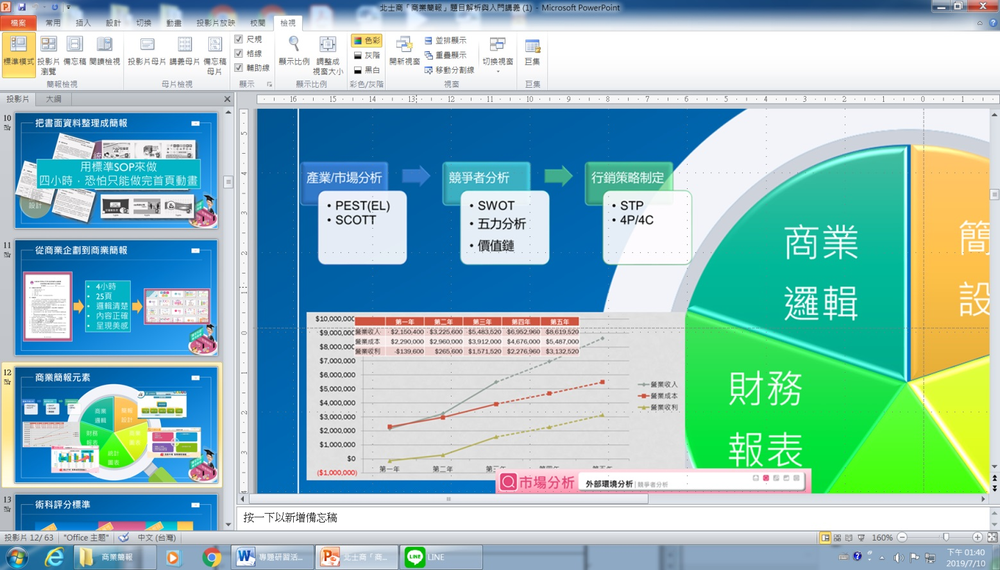 北士商「商業簡報」題目解析與入門講義 (1) - Microsoft PowerPoint
檔案 常用 插入 設計 切換 動畫 投影片放映 校閱 檢視
標準模式 投影片瀏覽 備忘稿 閱讀檢視
簡報檢視
投影片母片 講義母片 備忘稿母片
母片檢視
尺規
格線
輔助線
顯示
顯示比例 調整成視窗大小
顯示比例
色彩
灰階
黑白
彩色/灰階
開新視窗
並排顯示
重疊顯示
移動分割線
切換視窗
視窗
巨集
巨集
投影片 大綱
16 15 14 13 12 11 10 9 8 7 6 5 4 3 2 1 0 1
10
把書面資料整理成簡報
用標準SOP來做
四小時，恐怕只能做完首頁動畫
設計
11
從商業企劃到商業簡報
• 4小時
• 25頁
• 邏輯清楚
• 內容正確
• 呈現美感
12
商業簡報元素
商業
邏輯
簡報
設計
財務
報表
統計
圖表
13
術科評分標準
產業/市場分析
• PEST(EL)
• SCOTT
競爭者分析
• SWOT
• 五力分析
• 價值鏈
行銷策略制定
• STP
• 4P/4C
商業
邏輯
簡
設
財務
報表
第一年 第二年 第三年 第四年 第五年
營業收入 $2,150,400 $3,225,600 $5,483,520 $6,952,960 $8,619,520
營業成本 $2,290,000 $2,960,000 $3,912,000 $4,676,000 $5,487,000
營業收利 -$139,600 $265,600 $1,571,520 $2,276,960 $3,132,520
$10,000,000
$9,000,000
$8,000,000
$7,000,000
$6,000,000
$5,000,000
$4,000,000
$3,000,000
$2,000,000
$1,000,000
$0
($1,000,000)
第一年 第二年 第三年 第四年 第五年
營業收入
營業成本
營業收利
市場分析 外部環境分析 | 競爭者分析
按一下以新增備忘稿
投影片 12/ 63 "Office 主題" 中文 (台灣) 160%
商業簡報 專題研習活... 北士商「商... LINE
下午 01:40
2019/7/10